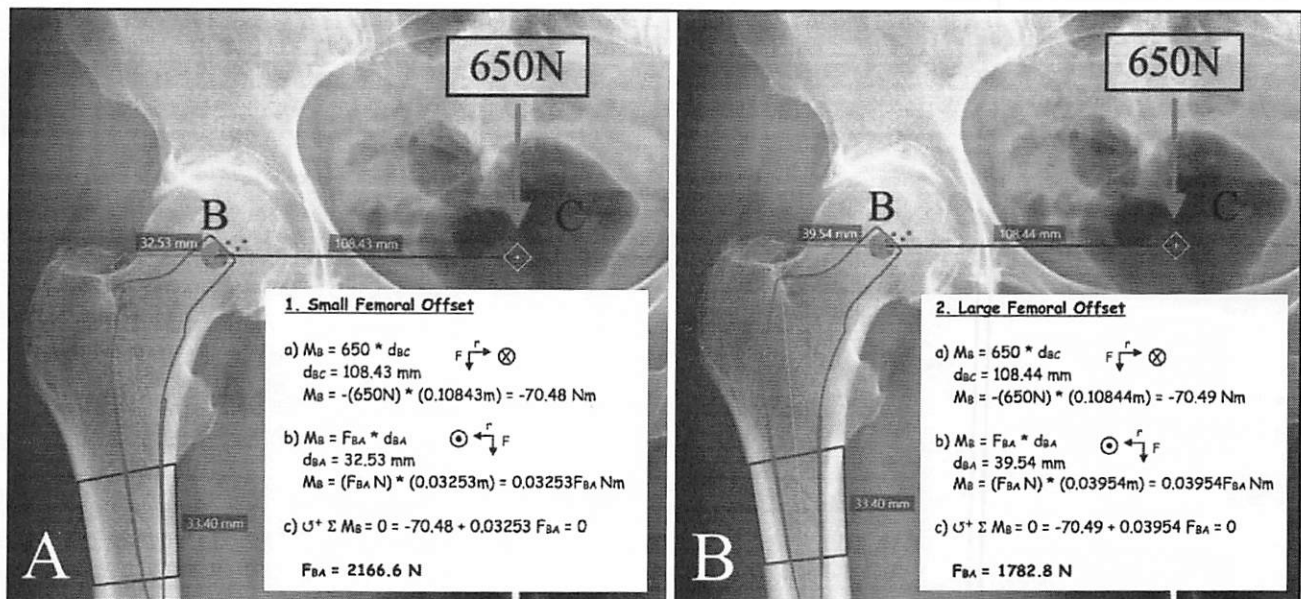 650N
B
C
32.53 mm
108.43 mm
1. Small Femoral Offset
a) MB = 650 * dBC
F r ⊗
dBC = 108.43 mm
MB = -(650N) * (0.10843m) = -70.48 Nm
b) MB = FBA * dBA
⊙ r F
dBA = 32.53 mm
MB = (FBA N) * (0.03253m) = 0.03253FBA Nm
c) ↺+ Σ MB = 0 = -70.48 + 0.03253 FBA = 0
FBA = 2166.6 N
33.40 mm
A
650N
B
C
39.54 mm
108.44 mm
2. Large Femoral Offset
a) MB = 650 * dBC
F r ⊗
dBC = 108.44 mm
MB = -(650N) * (0.10844m) = -70.49 Nm
b) MB = FBA * dBA
⊙ r F
dBA = 39.54 mm
MB = (FBA N) * (0.03954m) = 0.03954FBA Nm
c) ↺+ Σ MB = 0 = -70.49 + 0.03954 FBA = 0
FBA = 1782.8 N
33.40 mm
B